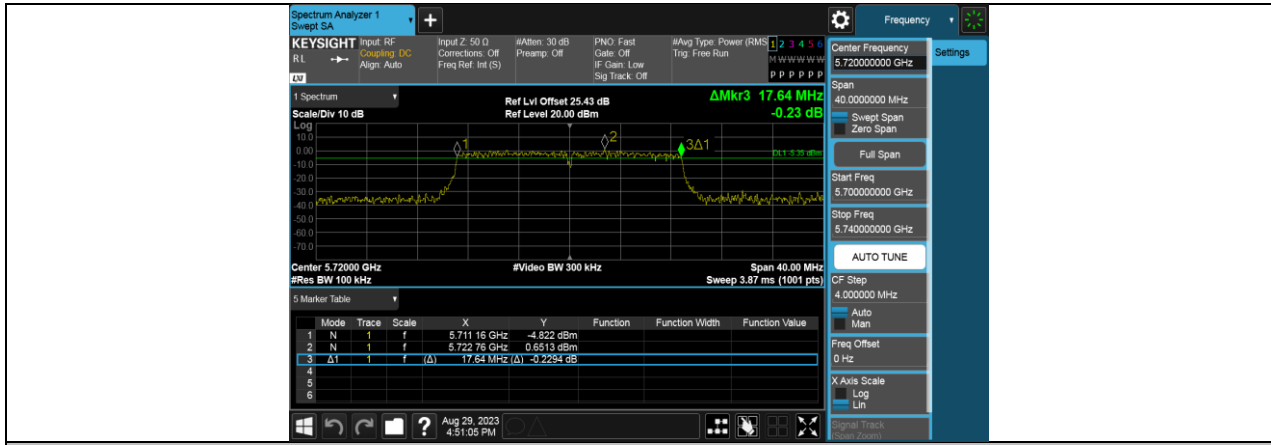 Spectrum Analyzer 1
Swept SA
+
Frequency
KEYSIGHT
RL
LXI
Input: RF
Coupling: DC
Align: Auto
Input Z: 50 Ω
Corrections: Off
Freq Ref: Int (S)
#Atten: 30 dB
Preamp: Off
PNO: Fast
Gate: Off
IF Gain: Low
Sig Track: Off
#Avg Type: Power (RMS
Trig: Free Run
1 2 3 4 5 6
M W W W W W
P P P P P P
1 Spectrum
Scale/Div 10 dB
Ref Lvl Offset 25.43 dB
Ref Level 20.00 dBm
ΔMkr3 17.64 MHz
-0.23 dB
Log
10.0
0.00
-10.0
-20.0
-30.0
-40.0
-50.0
-60.0
-70.0
1
2
3Δ1
DL1 -5.35 dBm
Center 5.72000 GHz
#Res BW 100 kHz
#Video BW 300 kHz
Span 40.00 MHz
Sweep 3.87 ms (1001 pts)
5 Marker Table
Mode Trace Scale X Y Function Function Width Function Value
1 N 1 f 5.711 16 GHz -4.822 dBm
2 N 1 f 5.722 76 GHz 0.6513 dBm
3 Δ1 1 f (Δ) 17.64 MHz (Δ) -0.2294 dB
4
5
6
?
Aug 29, 2023
4:51:05 PM
Center Frequency
5.720000000 GHz
Settings
Span
40.0000000 MHz
Swept Span
Zero Span
Full Span
Start Freq
5.700000000 GHz
Stop Freq
5.740000000 GHz
AUTO TUNE
CF Step
4.000000 MHz
Auto
Man
Freq Offset
0 Hz
X Axis Scale
Log
Lin
Signal Track
(Span Zoom)